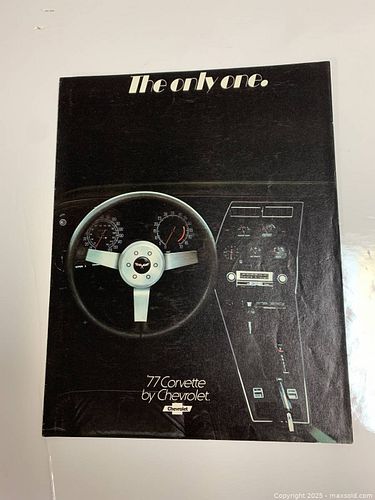 The only one.
'77 Corvette
by Chevrolet.
Chevrolet
Copyright © 2025 - maxsold.com